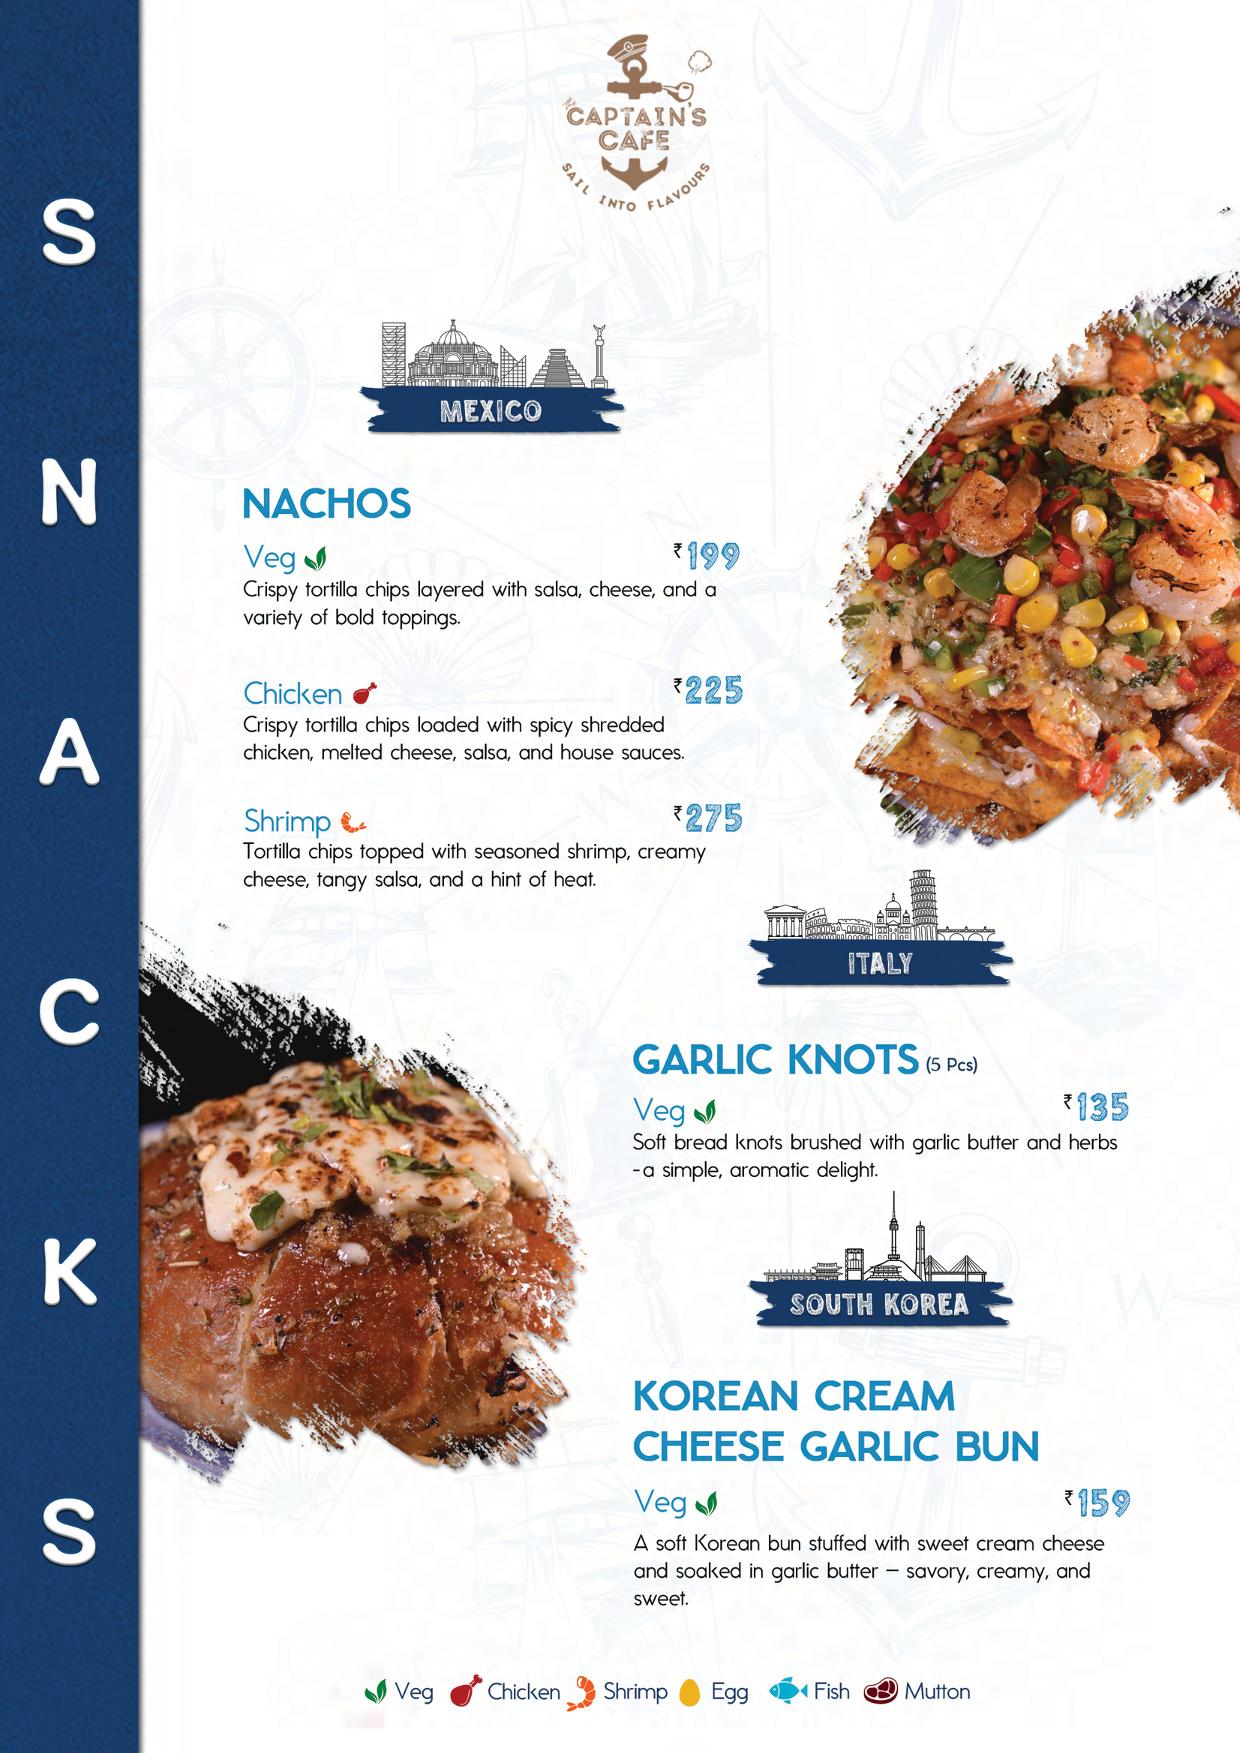 the
CAPTAIN'S
CAFE
SAIL INTO FLAVOURS
SNACKS
MEXICO
NACHOS
Veg ₹199
Crispy tortilla chips layered with salsa, cheese, and a
variety of bold toppings.
Chicken ₹225
Crispy tortilla chips loaded with spicy shredded
chicken, melted cheese, salsa, and house sauces.
Shrimp ₹275
Tortilla chips topped with seasoned shrimp, creamy
cheese, tangy salsa, and a hint of heat.
ITALY
GARLIC KNOTS (5 Pcs)
Veg ₹135
Soft bread knots brushed with garlic butter and herbs
-a simple, aromatic delight.
SOUTH KOREA
KOREAN CREAM
CHEESE GARLIC BUN
Veg ₹159
A soft Korean bun stuffed with sweet cream cheese
and soaked in garlic butter – savory, creamy, and
sweet.
Veg Chicken Shrimp Egg Fish Mutton